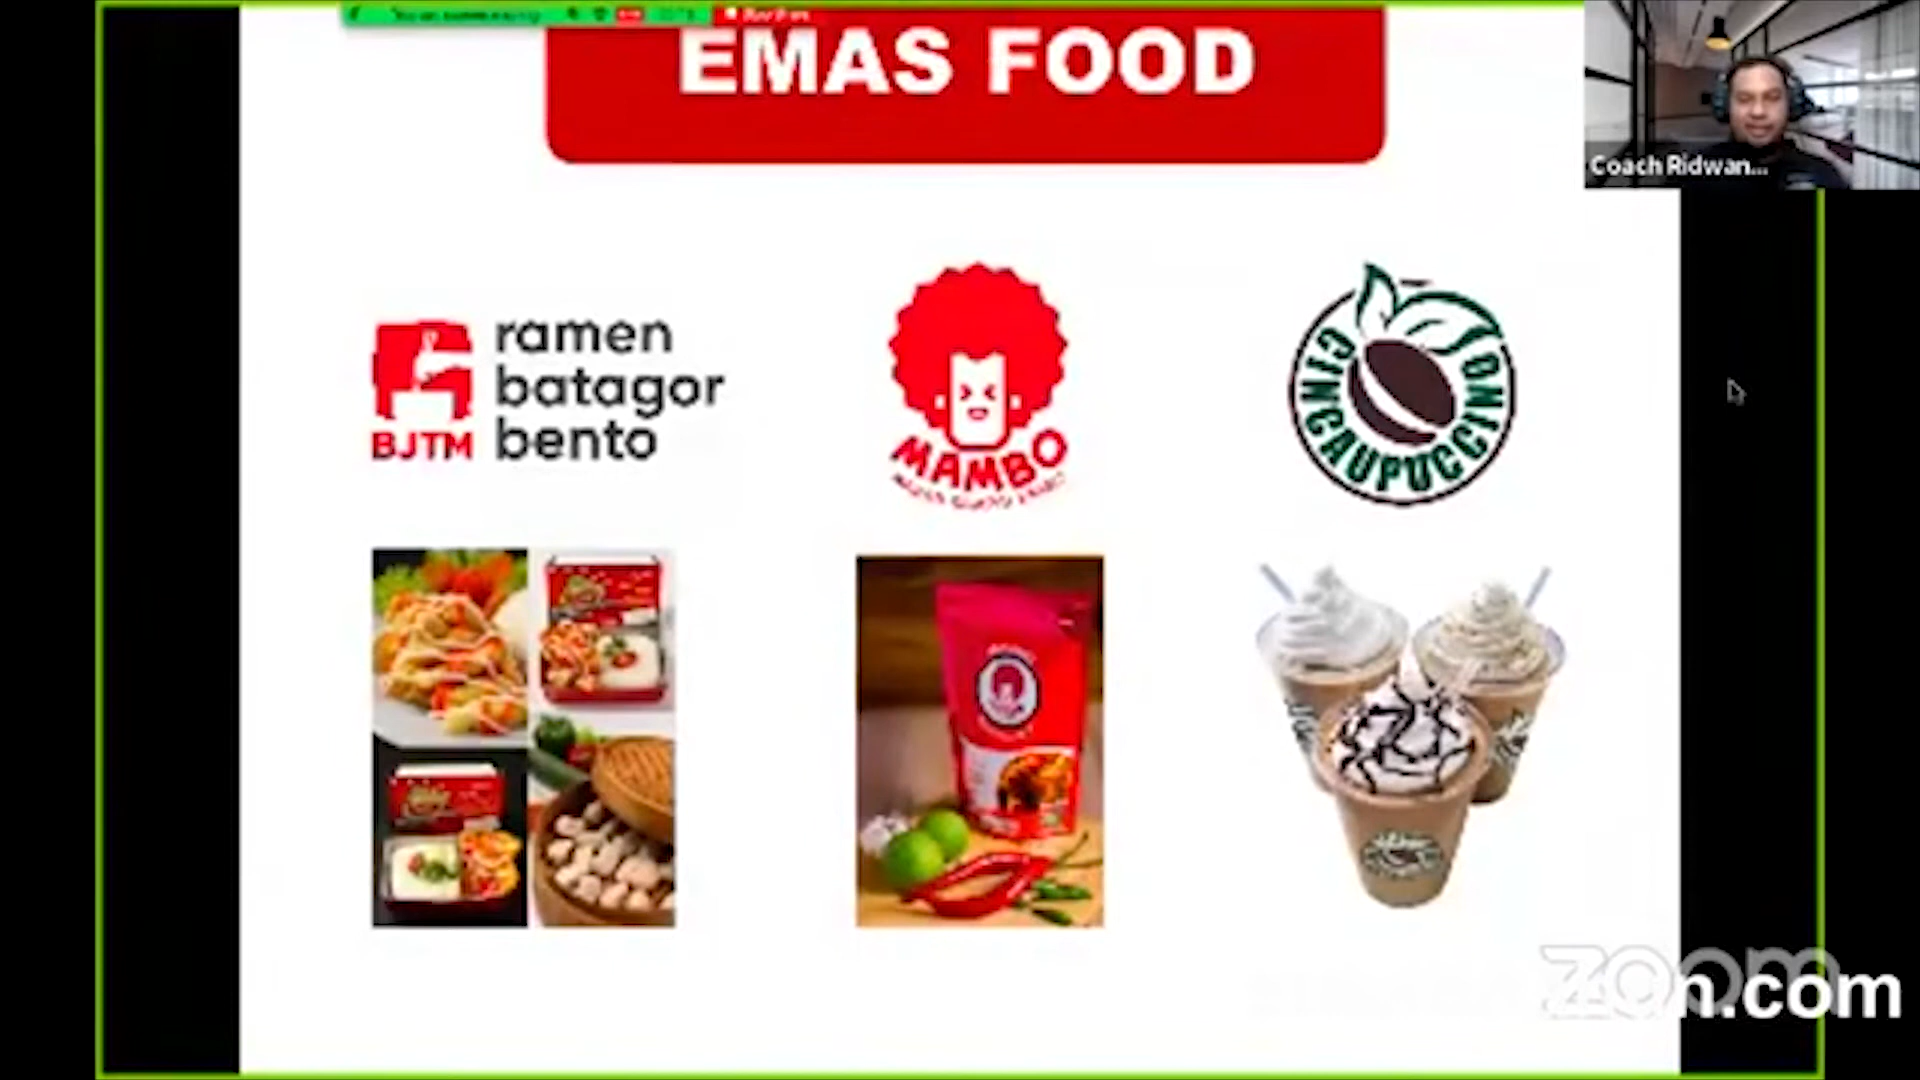 EMAS FOOD
Coach Ridwan...
ramen
batagor
bento
BJTM
MAMBO
CINCAUPUCCINO
zoom
n.com